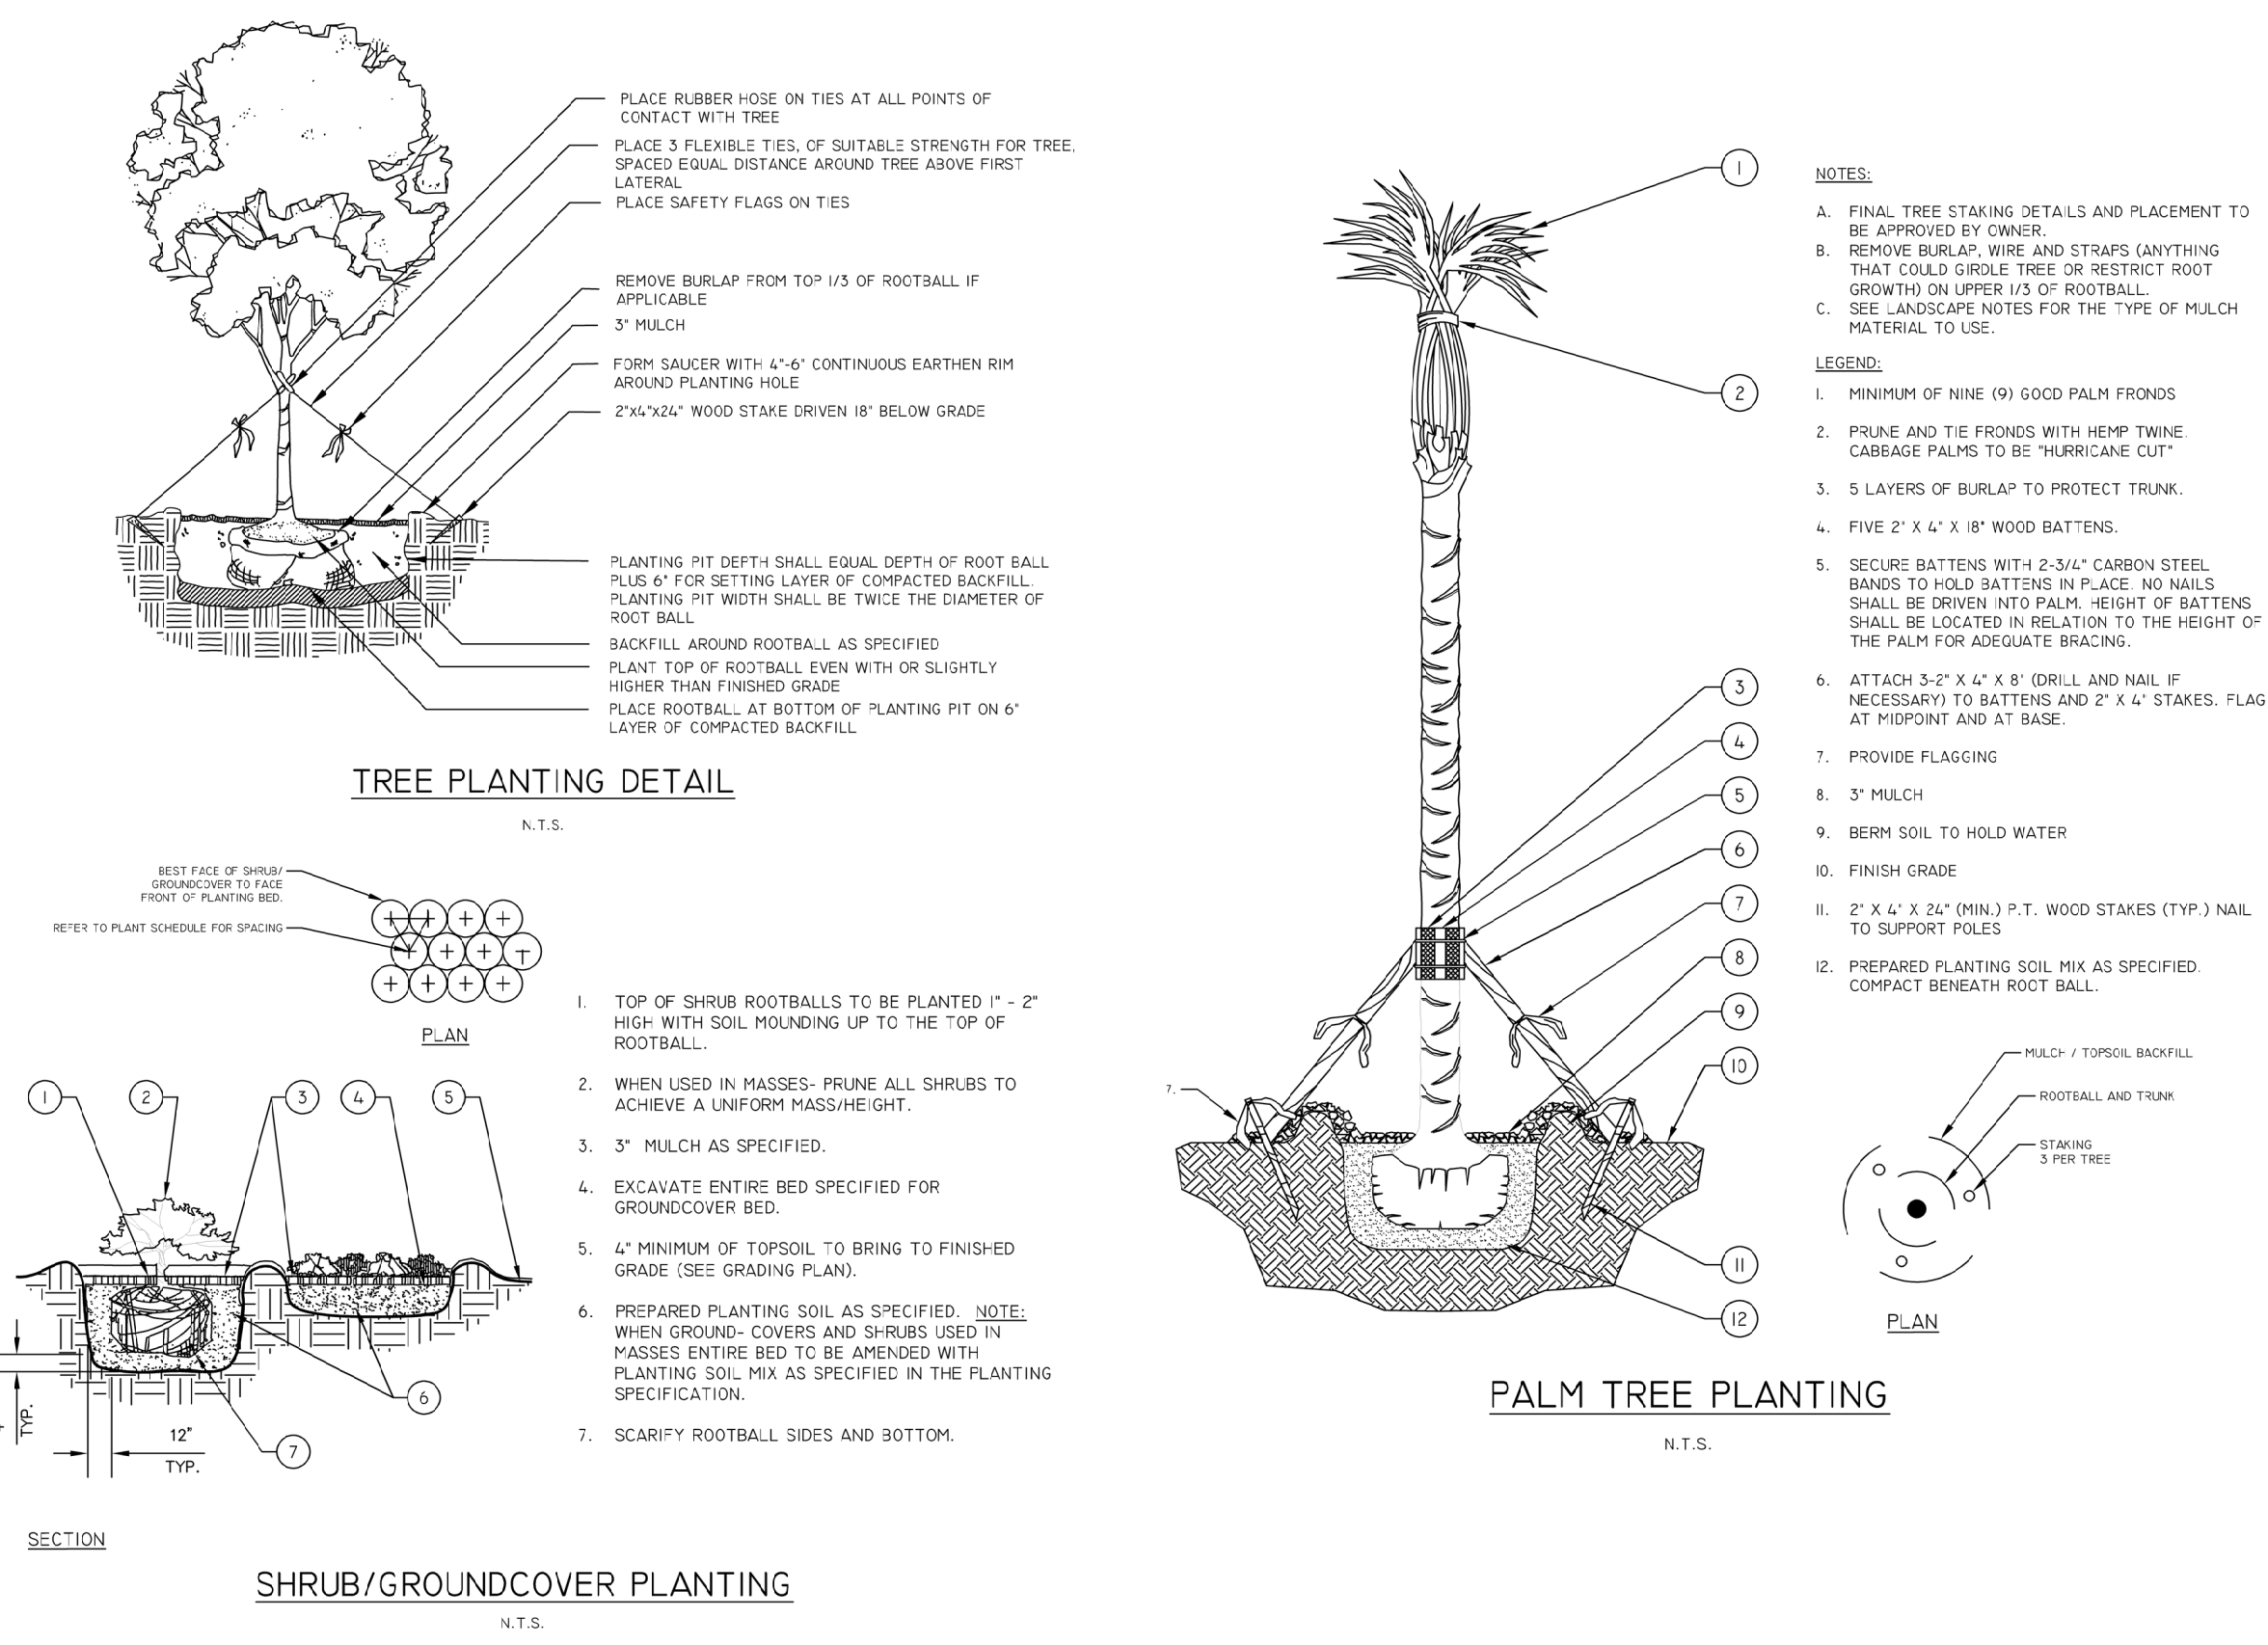 PLACE RUBBER HOSE ON TIES AT ALL POINTS OF
CONTACT WITH TREE
PLACE 3 FLEXIBLE TIES, OF SUITABLE STRENGTH FOR TREE,
SPACED EQUAL DISTANCE AROUND TREE ABOVE FIRST
LATERAL
PLACE SAFETY FLAGS ON TIES
REMOVE BURLAP FROM TOP 1/3 OF ROOTBALL IF
APPLICABLE
3" MULCH
FORM SAUCER WITH 4"-6" CONTINUOUS EARTHEN RIM
AROUND PLANTING HOLE
2"x4"x24" WOOD STAKE DRIVEN 18" BELOW GRADE
PLANTING PIT DEPTH SHALL EQUAL DEPTH OF ROOT BALL
PLUS 6" FOR SETTING LAYER OF COMPACTED BACKFILL.
PLANTING PIT WIDTH SHALL BE TWICE THE DIAMETER OF
ROOT BALL
BACKFILL AROUND ROOTBALL AS SPECIFIED
PLANT TOP OF ROOTBALL EVEN WITH OR SLIGHTLY
HIGHER THAN FINISHED GRADE
PLACE ROOTBALL AT BOTTOM OF PLANTING PIT ON 6"
LAYER OF COMPACTED BACKFILL
TREE PLANTING DETAIL
N.T.S.
BEST FACE OF SHRUB/
GROUNDCOVER TO FACE
FRONT OF PLANTING BED.
REFER TO PLANT SCHEDULE FOR SPACING
PLAN
1
2
3
4
5
6
7
TYP.
12"
TYP.
SECTION
1. TOP OF SHRUB ROOTBALLS TO BE PLANTED 1" - 2"
HIGH WITH SOIL MOUNDING UP TO THE TOP OF
ROOTBALL.
2. WHEN USED IN MASSES- PRUNE ALL SHRUBS TO
ACHIEVE A UNIFORM MASS/HEIGHT.
3. 3" MULCH AS SPECIFIED.
4. EXCAVATE ENTIRE BED SPECIFIED FOR
GROUNDCOVER BED.
5. 4" MINIMUM OF TOPSOIL TO BRING TO FINISHED
GRADE (SEE GRADING PLAN).
6. PREPARED PLANTING SOIL AS SPECIFIED. NOTE:
WHEN GROUND- COVERS AND SHRUBS USED IN
MASSES ENTIRE BED TO BE AMENDED WITH
PLANTING SOIL MIX AS SPECIFIED IN THE PLANTING
SPECIFICATION.
7. SCARIFY ROOTBALL SIDES AND BOTTOM.
SHRUB/GROUNDCOVER PLANTING
N.T.S.
1
2
3
4
5
6
7
8
9
10
11
12
7.
PALM TREE PLANTING
N.T.S.
NOTES:
A. FINAL TREE STAKING DETAILS AND PLACEMENT TO
BE APPROVED BY OWNER.
B. REMOVE BURLAP, WIRE AND STRAPS (ANYTHING
THAT COULD GIRDLE TREE OR RESTRICT ROOT
GROWTH) ON UPPER 1/3 OF ROOTBALL.
C. SEE LANDSCAPE NOTES FOR THE TYPE OF MULCH
MATERIAL TO USE.
LEGEND:
1. MINIMUM OF NINE (9) GOOD PALM FRONDS
2. PRUNE AND TIE FRONDS WITH HEMP TWINE.
CABBAGE PALMS TO BE "HURRICANE CUT"
3. 5 LAYERS OF BURLAP TO PROTECT TRUNK.
4. FIVE 2" X 4" X 18" WOOD BATTENS.
5. SECURE BATTENS WITH 2-3/4" CARBON STEEL
BANDS TO HOLD BATTENS IN PLACE. NO NAILS
SHALL BE DRIVEN INTO PALM. HEIGHT OF BATTENS
SHALL BE LOCATED IN RELATION TO THE HEIGHT OF
THE PALM FOR ADEQUATE BRACING.
6. ATTACH 3-2" X 4" X 8' (DRILL AND NAIL IF
NECESSARY) TO BATTENS AND 2" X 4" STAKES. FLAG
AT MIDPOINT AND AT BASE.
7. PROVIDE FLAGGING
8. 3" MULCH
9. BERM SOIL TO HOLD WATER
10. FINISH GRADE
11. 2" X 4" X 24" (MIN.) P.T. WOOD STAKES (TYP.) NAIL
TO SUPPORT POLES
12. PREPARED PLANTING SOIL MIX AS SPECIFIED.
COMPACT BENEATH ROOT BALL.
MULCH / TOPSOIL BACKFILL
ROOTBALL AND TRUNK
STAKING
3 PER TREE
PLAN